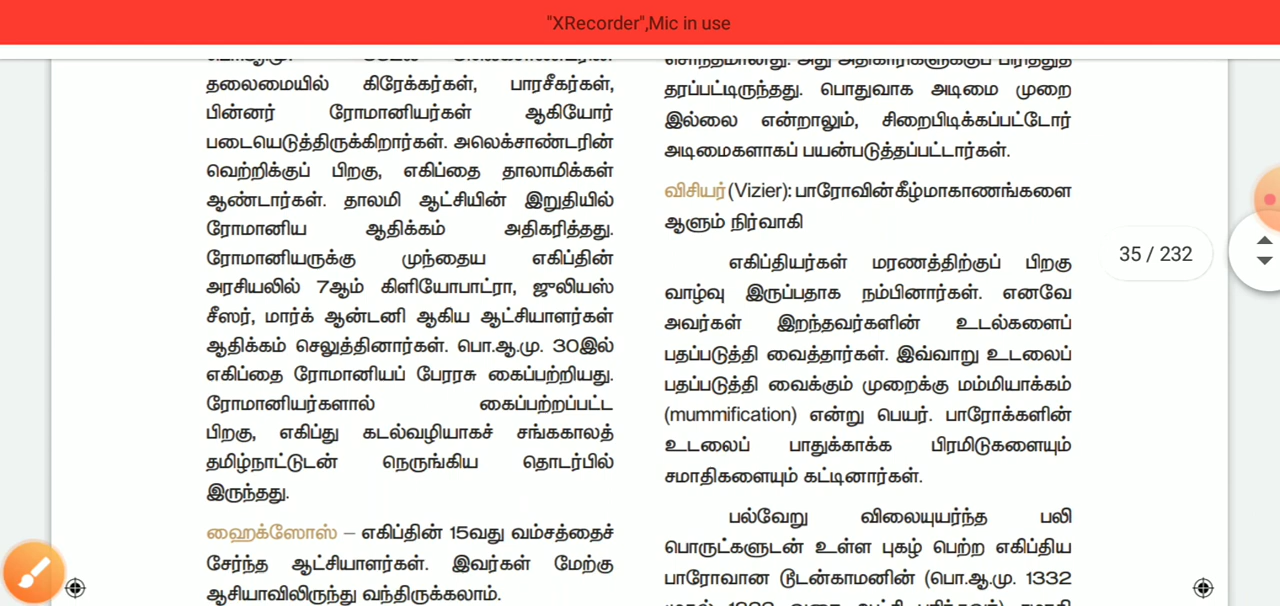 "XRecorder",Mic in use
தலைமையில் கிரேக்கர்கள், பாரசீகர்கள்,
பின்னர் ரோமானியர்கள் ஆகியோர்
படையெடுத்திருக்கிறார்கள். அலெக்சாண்டரின்
வெற்றிக்குப் பிறகு, எகிப்தை தாலாமிக்கள்
ஆண்டார்கள். தாலமி ஆட்சியின் இறுதியில்
ரோமானிய ஆதிக்கம் அதிகரித்தது.
ரோமானியருக்கு முந்தைய எகிப்தின்
அரசியலில் 7ஆம் கிளியோபாட்ரா, ஜுலியஸ்
சீஸர், மார்க் ஆன்டனி ஆகிய ஆட்சியாளர்கள்
ஆதிக்கம் செலுத்தினார்கள். பொ.ஆ.மு. 30இல்
எகிப்தை ரோமானியப் பேரரசு கைப்பற்றியது.
ரோமானியர்களால் கைப்பற்றப்பட்ட
பிறகு, எகிப்து கடல்வழியாகச் சங்ககாலத்
தமிழ்நாட்டுடன் நெருங்கிய தொடர்பில்
இருந்தது.
ஹைக்ஸோஸ் – எகிப்தின் 15வது வம்சத்தைச்
சேர்ந்த ஆட்சியாளர்கள். இவர்கள் மேற்கு
ஆசியாவிலிருந்து வந்திருக்கலாம்.
சொந்தமானது. அது அதிகாரிகளுக்குப் பிரித்துத்
தரப்பட்டிருந்தது. பொதுவாக அடிமை முறை
இல்லை என்றாலும், சிறைபிடிக்கப்பட்டோர்
அடிமைகளாகப் பயன்படுத்தப்பட்டார்கள்.
விசியர் (Vizier): பாரோவின்கீழ்மாகாணங்களை
ஆளும் நிர்வாகி
எகிப்தியர்கள் மரணத்திற்குப் பிறகு
வாழ்வு இருப்பதாக நம்பினார்கள். எனவே
அவர்கள் இறந்தவர்களின் உடல்களைப்
பதப்படுத்தி வைத்தார்கள். இவ்வாறு உடலைப்
பதப்படுத்தி வைக்கும் முறைக்கு மம்மியாக்கம்
(mummification) என்று பெயர். பாரோக்களின்
உடலைப் பாதுக்காக்க பிரமிடுகளையும்
சமாதிகளையும் கட்டினார்கள்.
பல்வேறு விலையுயர்ந்த பலி
பொருட்களுடன் உள்ள புகழ் பெற்ற எகிப்திய
பாரோவான டூடன்காமனின் (பொ.ஆ.மு. 1332
35 / 232